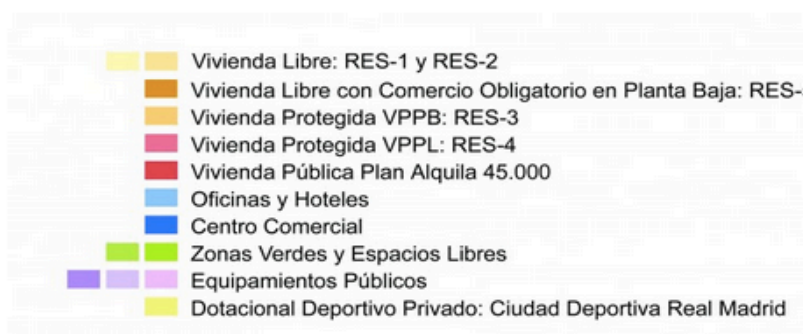 Vivienda Libre: RES-1 y RES-2
Vivienda Libre con Comercio Obligatorio en Planta Baja: RES-
Vivienda Protegida VPPB: RES-3
Vivienda Protegida VPPL: RES-4
Vivienda Pública Plan Alquila 45.000
Oficinas y Hoteles
Centro Comercial
Zonas Verdes y Espacios Libres
Equipamientos Públicos
Dotacional Deportivo Privado: Ciudad Deportiva Real Madrid